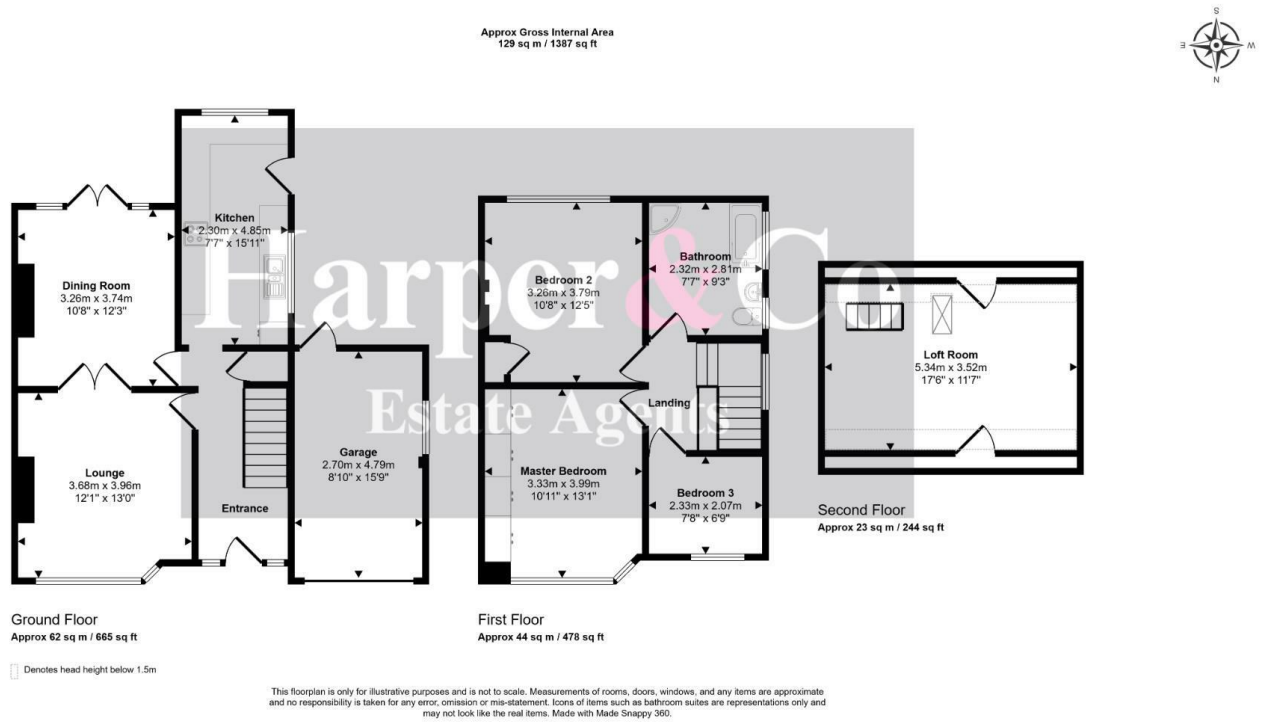 Approx Gross Internal Area
129 sq m / 1387 sq ft
S
E
W
N
Kitchen
2.30m x 4.85m
7'7" x 15'11"
Dining Room
3.26m x 3.74m
10'8" x 12'3"
Lounge
3.68m x 3.96m
12'1" x 13'0"
Entrance
Garage
2.70m x 4.79m
8'10" x 15'9"
Harper & Co
Estate Agents
Bedroom 2
3.26m x 3.79m
10'8" x 12'5"
Bathroom
2.32m x 2.81m
7'7" x 9'3"
Landing
Master Bedroom
3.33m x 3.99m
10'11" x 13'1"
Bedroom 3
2.33m x 2.07m
7'8" x 6'9"
Loft Room
5.34m x 3.52m
17'6" x 11'7"
Second Floor
Approx 23 sq m / 244 sq ft
Ground Floor
Approx 62 sq m / 665 sq ft
First Floor
Approx 44 sq m / 478 sq ft
Denotes head height below 1.5m
This floorplan is only for illustrative purposes and is not to scale. Measurements of rooms, doors, windows, and any items are approximate
and no responsibility is taken for any error, omission or mis-statement. Icons of items such as bathroom suites are representations only and
may not look like the real items. Made with Made Snappy 360.